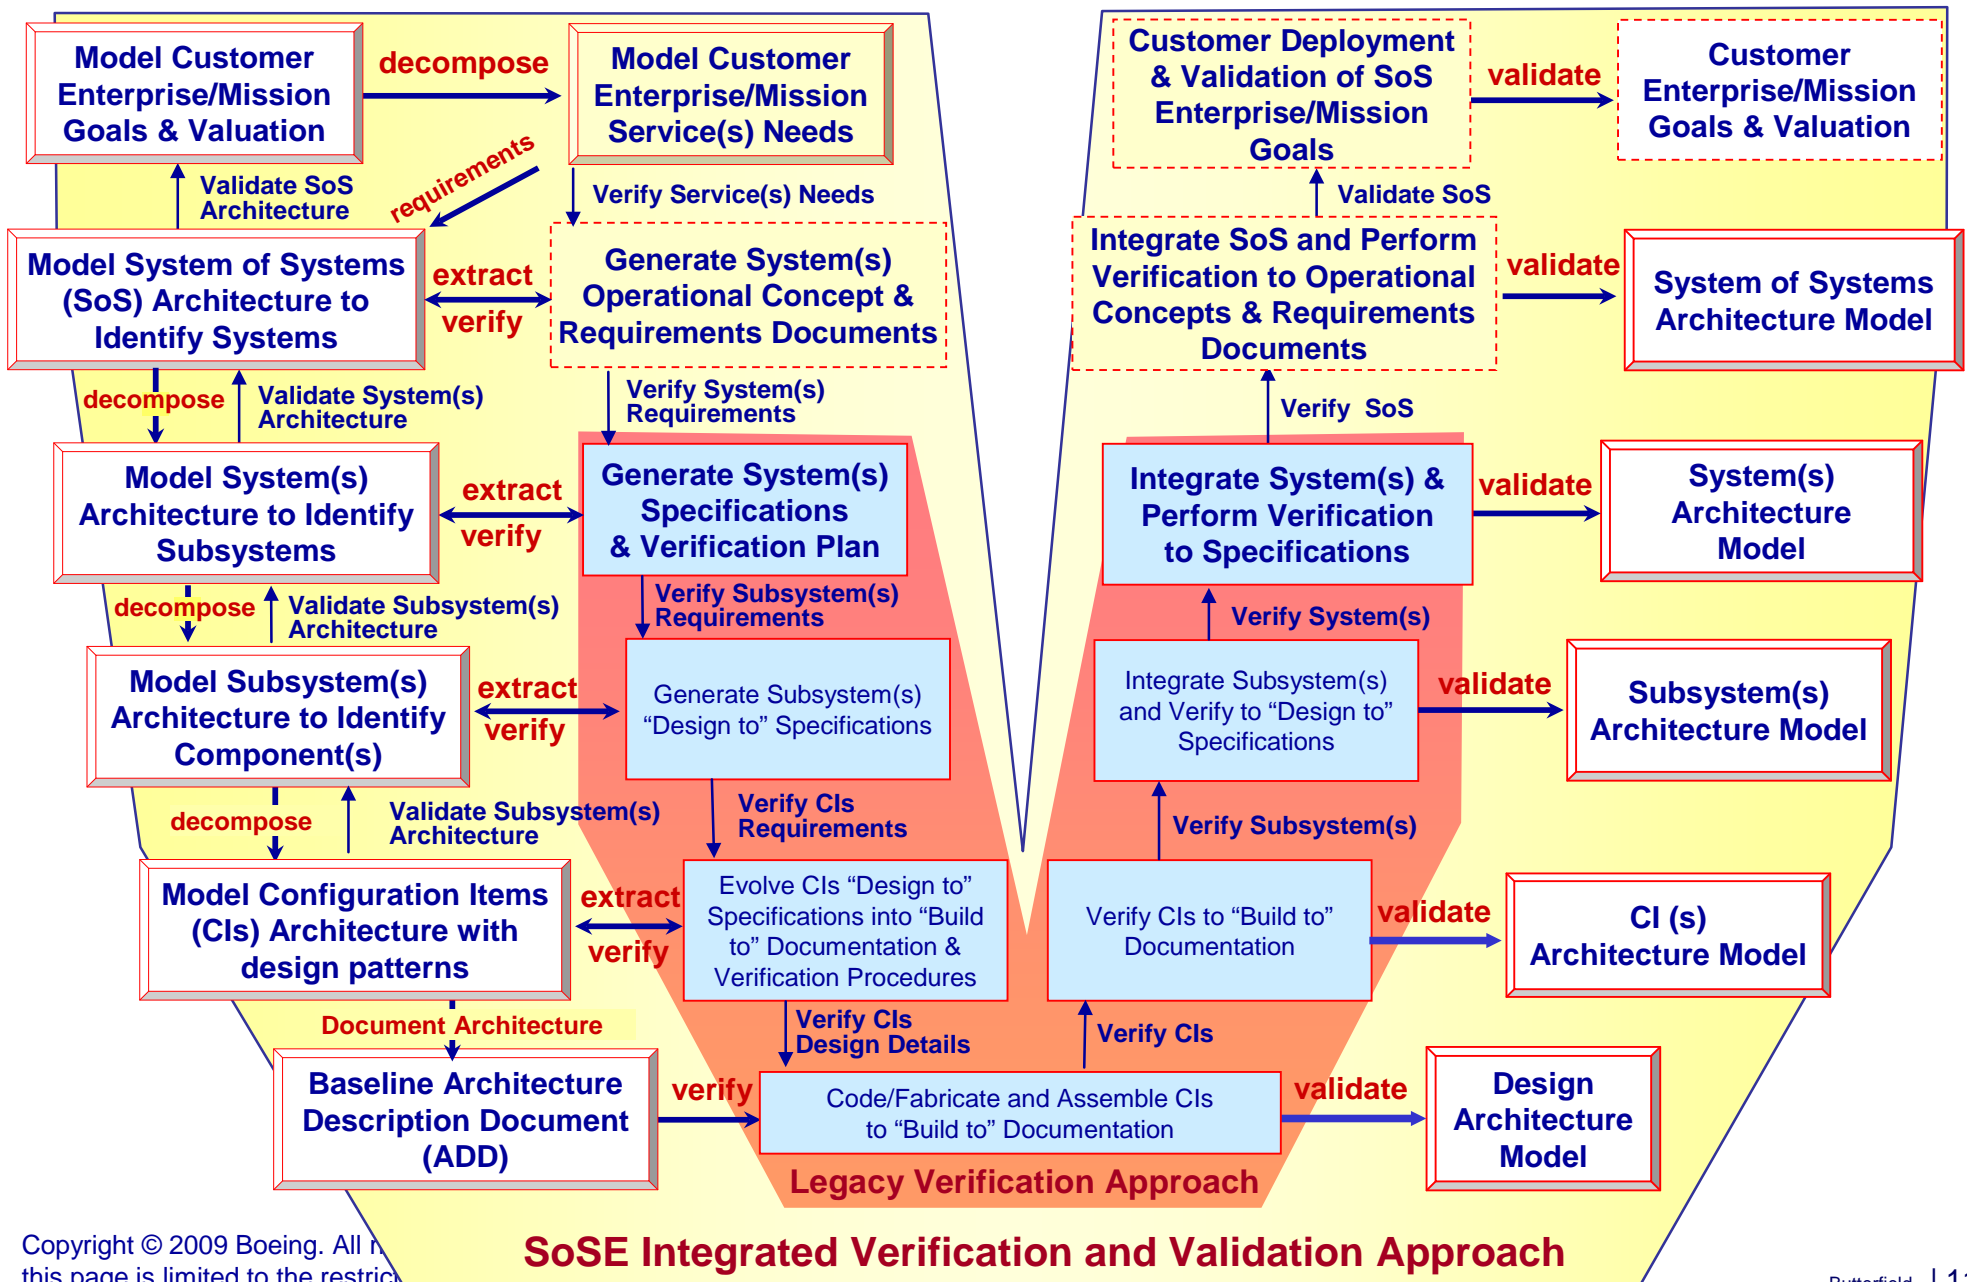 Model Customer
Enterprise/Mission
Goals & Valuation
decompose
Model Customer
Enterprise/Mission
Service(s) Needs
Customer Deployment
& Validation of SoS
Enterprise/Mission
Goals
validate
Customer
Enterprise/Mission
Goals & Valuation
Validate SoS
Architecture
requirements
Verify Service(s) Needs
Validate SoS
Model System of Systems
(SoS) Architecture to
Identify Systems
extract
verify
Generate System(s)
Operational Concept &
Requirements Documents
Integrate SoS and Perform
Verification to Operational
Concepts & Requirements
Documents
validate
System of Systems
Architecture Model
decompose
Validate System(s)
Architecture
Verify System(s)
Requirements
Verify SoS
Model System(s)
Architecture to Identify
Subsystems
extract
verify
Generate System(s)
Specifications
& Verification Plan
Integrate System(s) &
Perform Verification
to Specifications
validate
System(s)
Architecture
Model
decompose
Validate Subsystem(s)
Architecture
Verify Subsystem(s)
Requirements
Verify System(s)
Model Subsystem(s)
Architecture to Identify
Component(s)
extract
verify
Generate Subsystem(s)
“Design to” Specifications
Integrate Subsystem(s)
and Verify to “Design to”
Specifications
validate
Subsystem(s)
Architecture Model
decompose
Validate Subsystem(s)
Architecture
Verify CIs
Requirements
Verify Subsystem(s)
Model Configuration Items
(CIs) Architecture with
design patterns
extract
verify
Evolve CIs “Design to”
Specifications into “Build
to” Documentation &
Verification Procedures
Verify CIs to “Build to”
Documentation
validate
CI (s)
Architecture Model
Document Architecture
Verify CIs
Design Details
Verify CIs
Baseline Architecture
Description Document
(ADD)
verify
Code/Fabricate and Assemble CIs
to “Build to” Documentation
validate
Design
Architecture
Model
Legacy Verification Approach
SoSE Integrated Verification and Validation Approach
Copyright © 2009 Boeing. All
this page is limited to the
Butterfield |